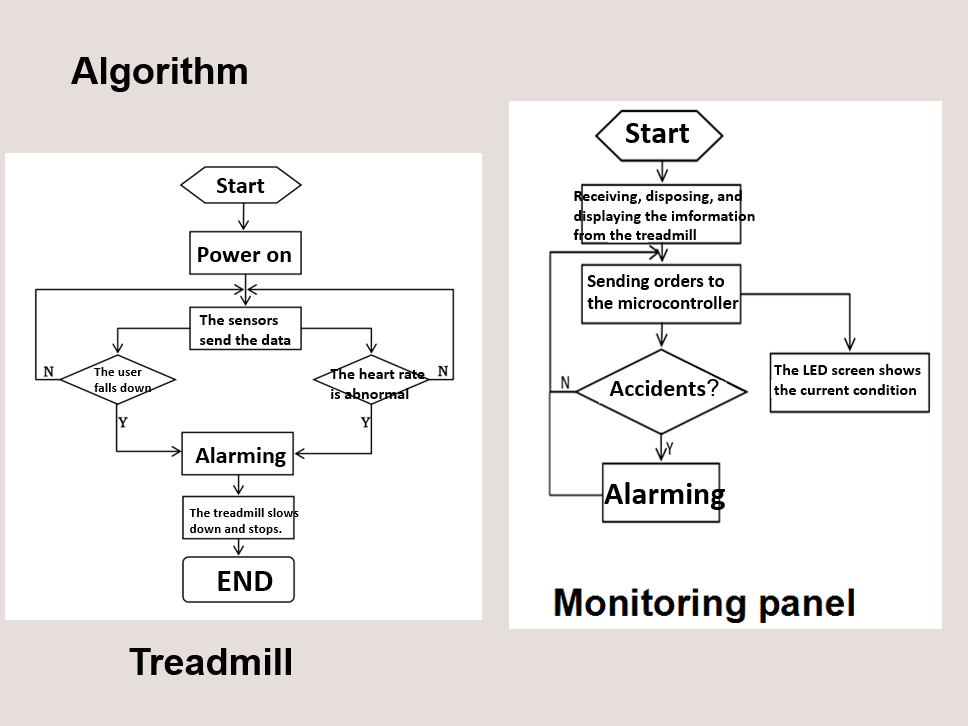 Algorithm
Start
Power on
The sensors
send the data
The user
falls down
N
Y
The heart rate
is abnormal
N
Y
Alarming
The treadmill slows
down and stops.
END
Treadmill
Start
Receiving, disposing, and
displaying the imformation
from the treadmill
Sending orders to
the microcontroller
The LED screen shows
the current condition
Accidents?
N
Y
Alarming
Monitoring panel